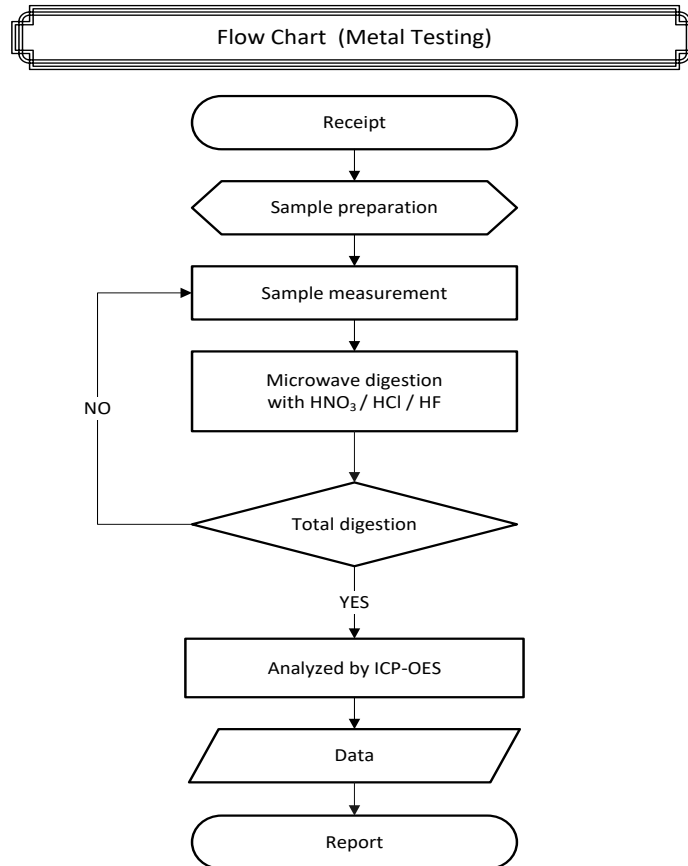 Flow Chart (Metal Testing)
Receipt
Sample preparation
Sample measurement
Microwave digestion
with HNO₃ / HCl / HF
NO
Total digestion
YES
Analyzed by ICP-OES
Data
Report